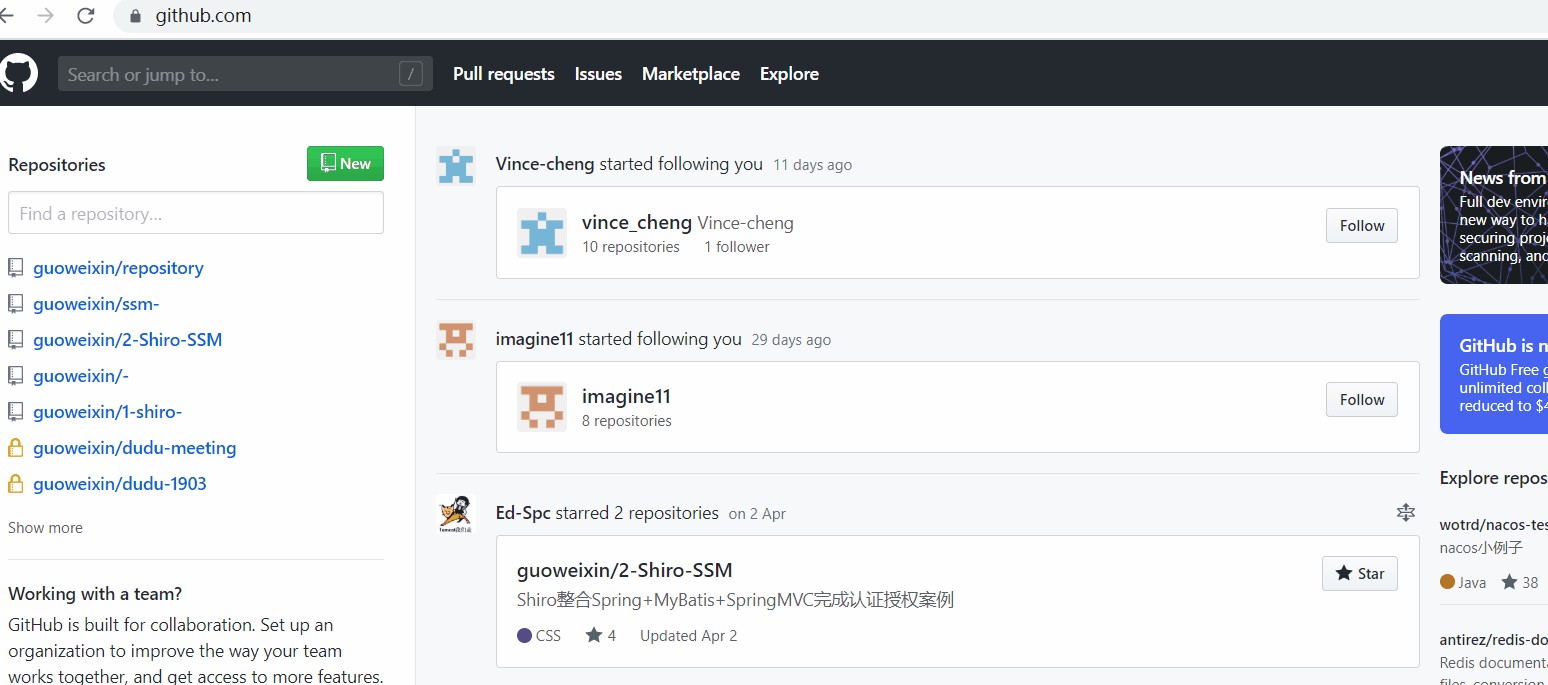 github.com
Search or jump to...
/
Pull requests
Issues
Marketplace
Explore
Repositories
New
Find a repository...
guoweixin/repository
guoweixin/ssm-
guoweixin/2-Shiro-SSM
guoweixin/-
guoweixin/1-shiro-
guoweixin/dudu-meeting
guoweixin/dudu-1903
Show more
Working with a team?
GitHub is built for collaboration. Set up an
organization to improve the way your team
works together, and get access to more features.
Vince-cheng started following you 11 days ago
vince_cheng Vince-cheng
10 repositories 1 follower
Follow
imagine11 started following you 29 days ago
imagine11
8 repositories
Follow
Ed-Spc starred 2 repositories on 2 Apr
guoweixin/2-Shiro-SSM
Star
Shiro整合Spring+MyBatis+SpringMVC完成认证授权案例
CSS 4 Updated Apr 2
News from
Full dev
new way to
securing
scanning,
GitHub is
GitHub Free
unlimited
reduced to
Explore
wotrd/nacos-tes
nacos小例子
Java 38
antirez/redis-do
Redis